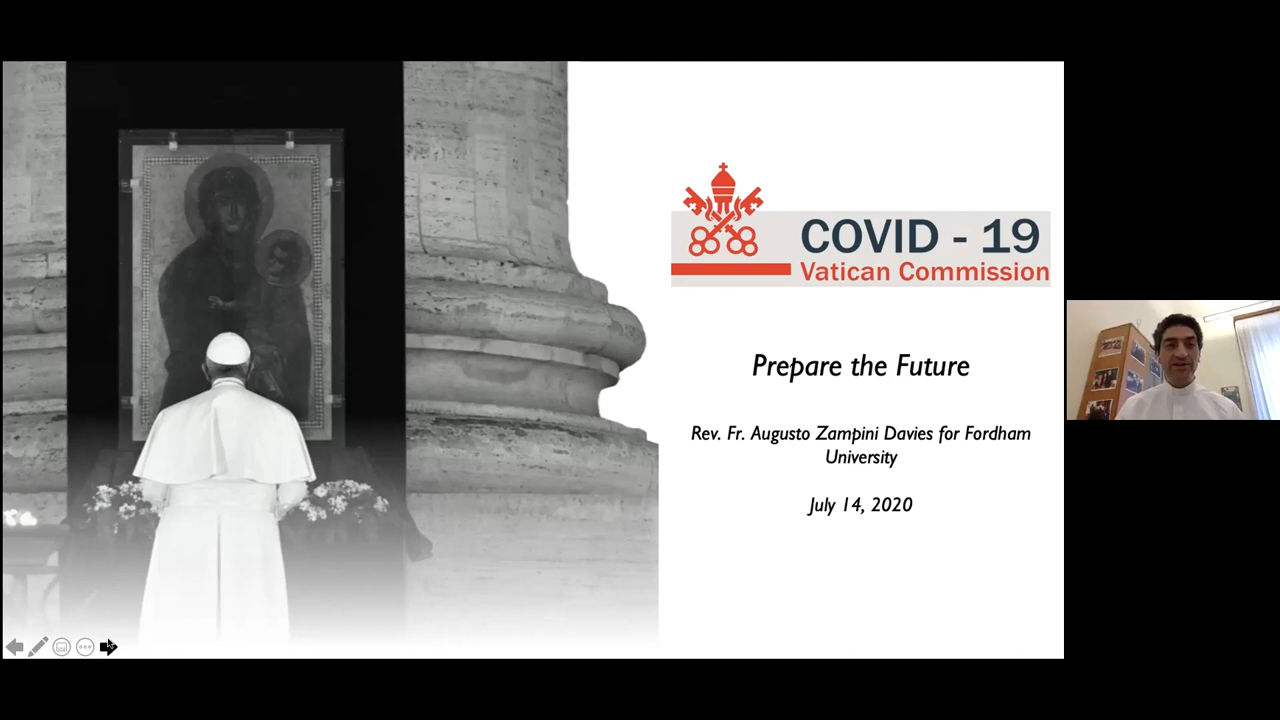 COVID - 19
Vatican Commission
Prepare the Future
Rev. Fr. Augusto Zampini Davies for Fordham
University
July 14, 2020